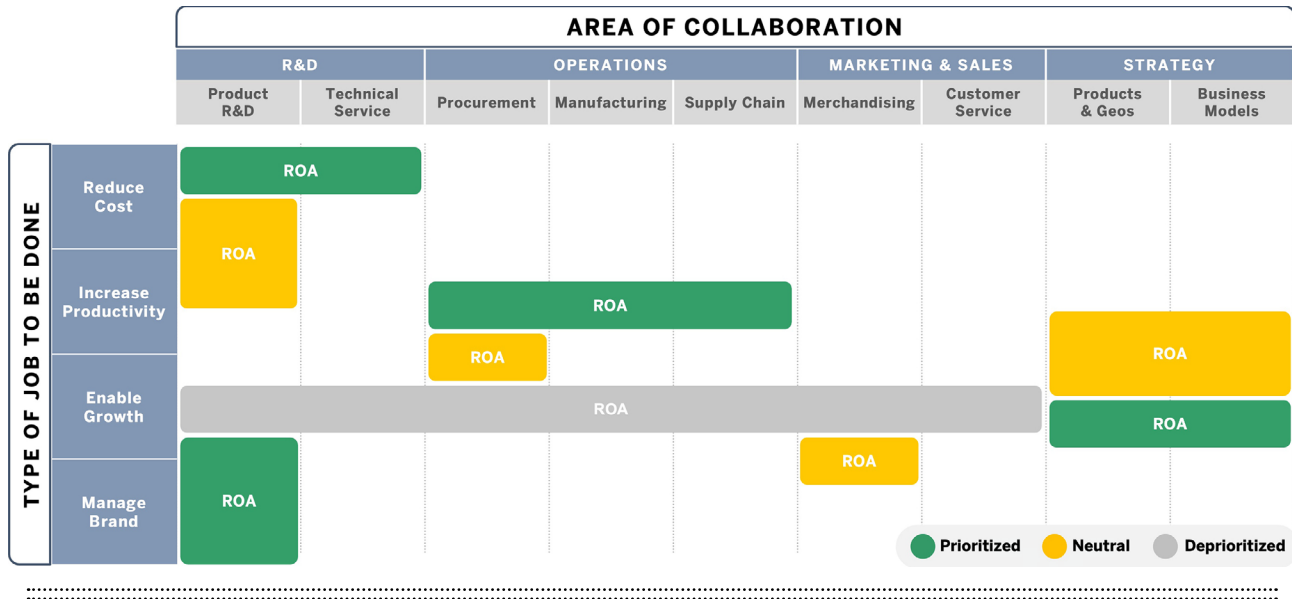 AREA OF COLLABORATION
R&D
OPERATIONS
MARKETING & SALES
STRATEGY
Product
R&D
Technical
Service
Procurement
Manufacturing
Supply Chain
Merchandising
Customer
Service
Products
& Geos
Business
Models
TYPE OF JOB TO BE DONE
Reduce
Cost
ROA
ROA
Increase
Productivity
ROA
ROA
ROA
Enable
Growth
ROA
ROA
ROA
Manage
Brand
ROA
Prioritized
Neutral
Deprioritized